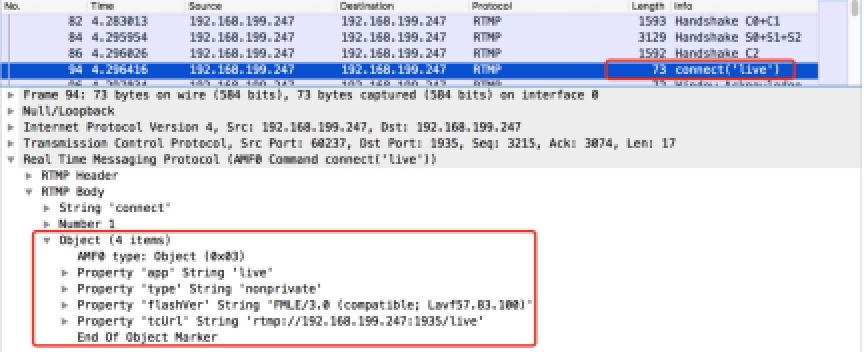 No. Time Source Destination Protocol Length Info
82 4.283013 192.168.199.247 192.168.199.247 RTMP 1593 Handshake C0+C1
84 4.295954 192.168.199.247 192.168.199.247 RTMP 3129 Handshake S0+S1+S2
86 4.296026 192.168.199.247 192.168.199.247 RTMP 1592 Handshake C2
94 4.296416 192.168.199.247 192.168.199.247 RTMP 73 connect('live')
Frame 94: 73 bytes on wire (584 bits), 73 bytes captured (584 bits) on interface 0
Null/Loopback
Internet Protocol Version 4, Src: 192.168.199.247, Dst: 192.168.199.247
Transmission Control Protocol, Src Port: 60237, Dst Port: 1935, Seq: 3215, Ack: 3074, Len: 17
Real Time Messaging Protocol (AMF0 Command connect('live'))
RTMP Header
RTMP Body
String 'connect'
Number 1
Object (4 items)
AMF0 type: Object (0x03)
Property 'app' String 'live'
Property 'type' String 'nonprivate'
Property 'flashVer' String 'FMLE/3.0 (compatible; Lavf57.83.100)'
Property 'tcUrl' String 'rtmp://192.168.199.247:1935/live'
End Of Object Marker